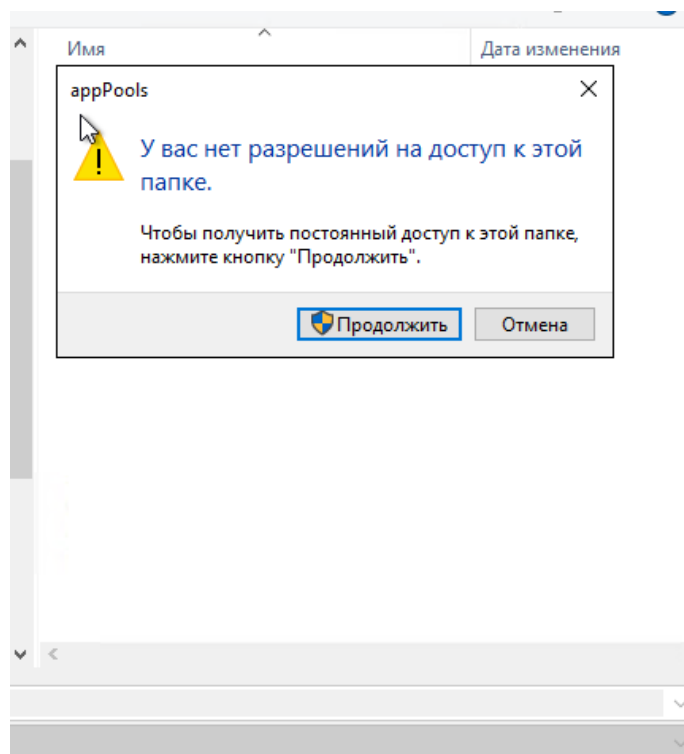 Имя Дата изменения
appPools
У вас нет разрешений на доступ к этой
папке.
Чтобы получить постоянный доступ к этой папке,
нажмите кнопку "Продолжить".
Продолжить Отмена